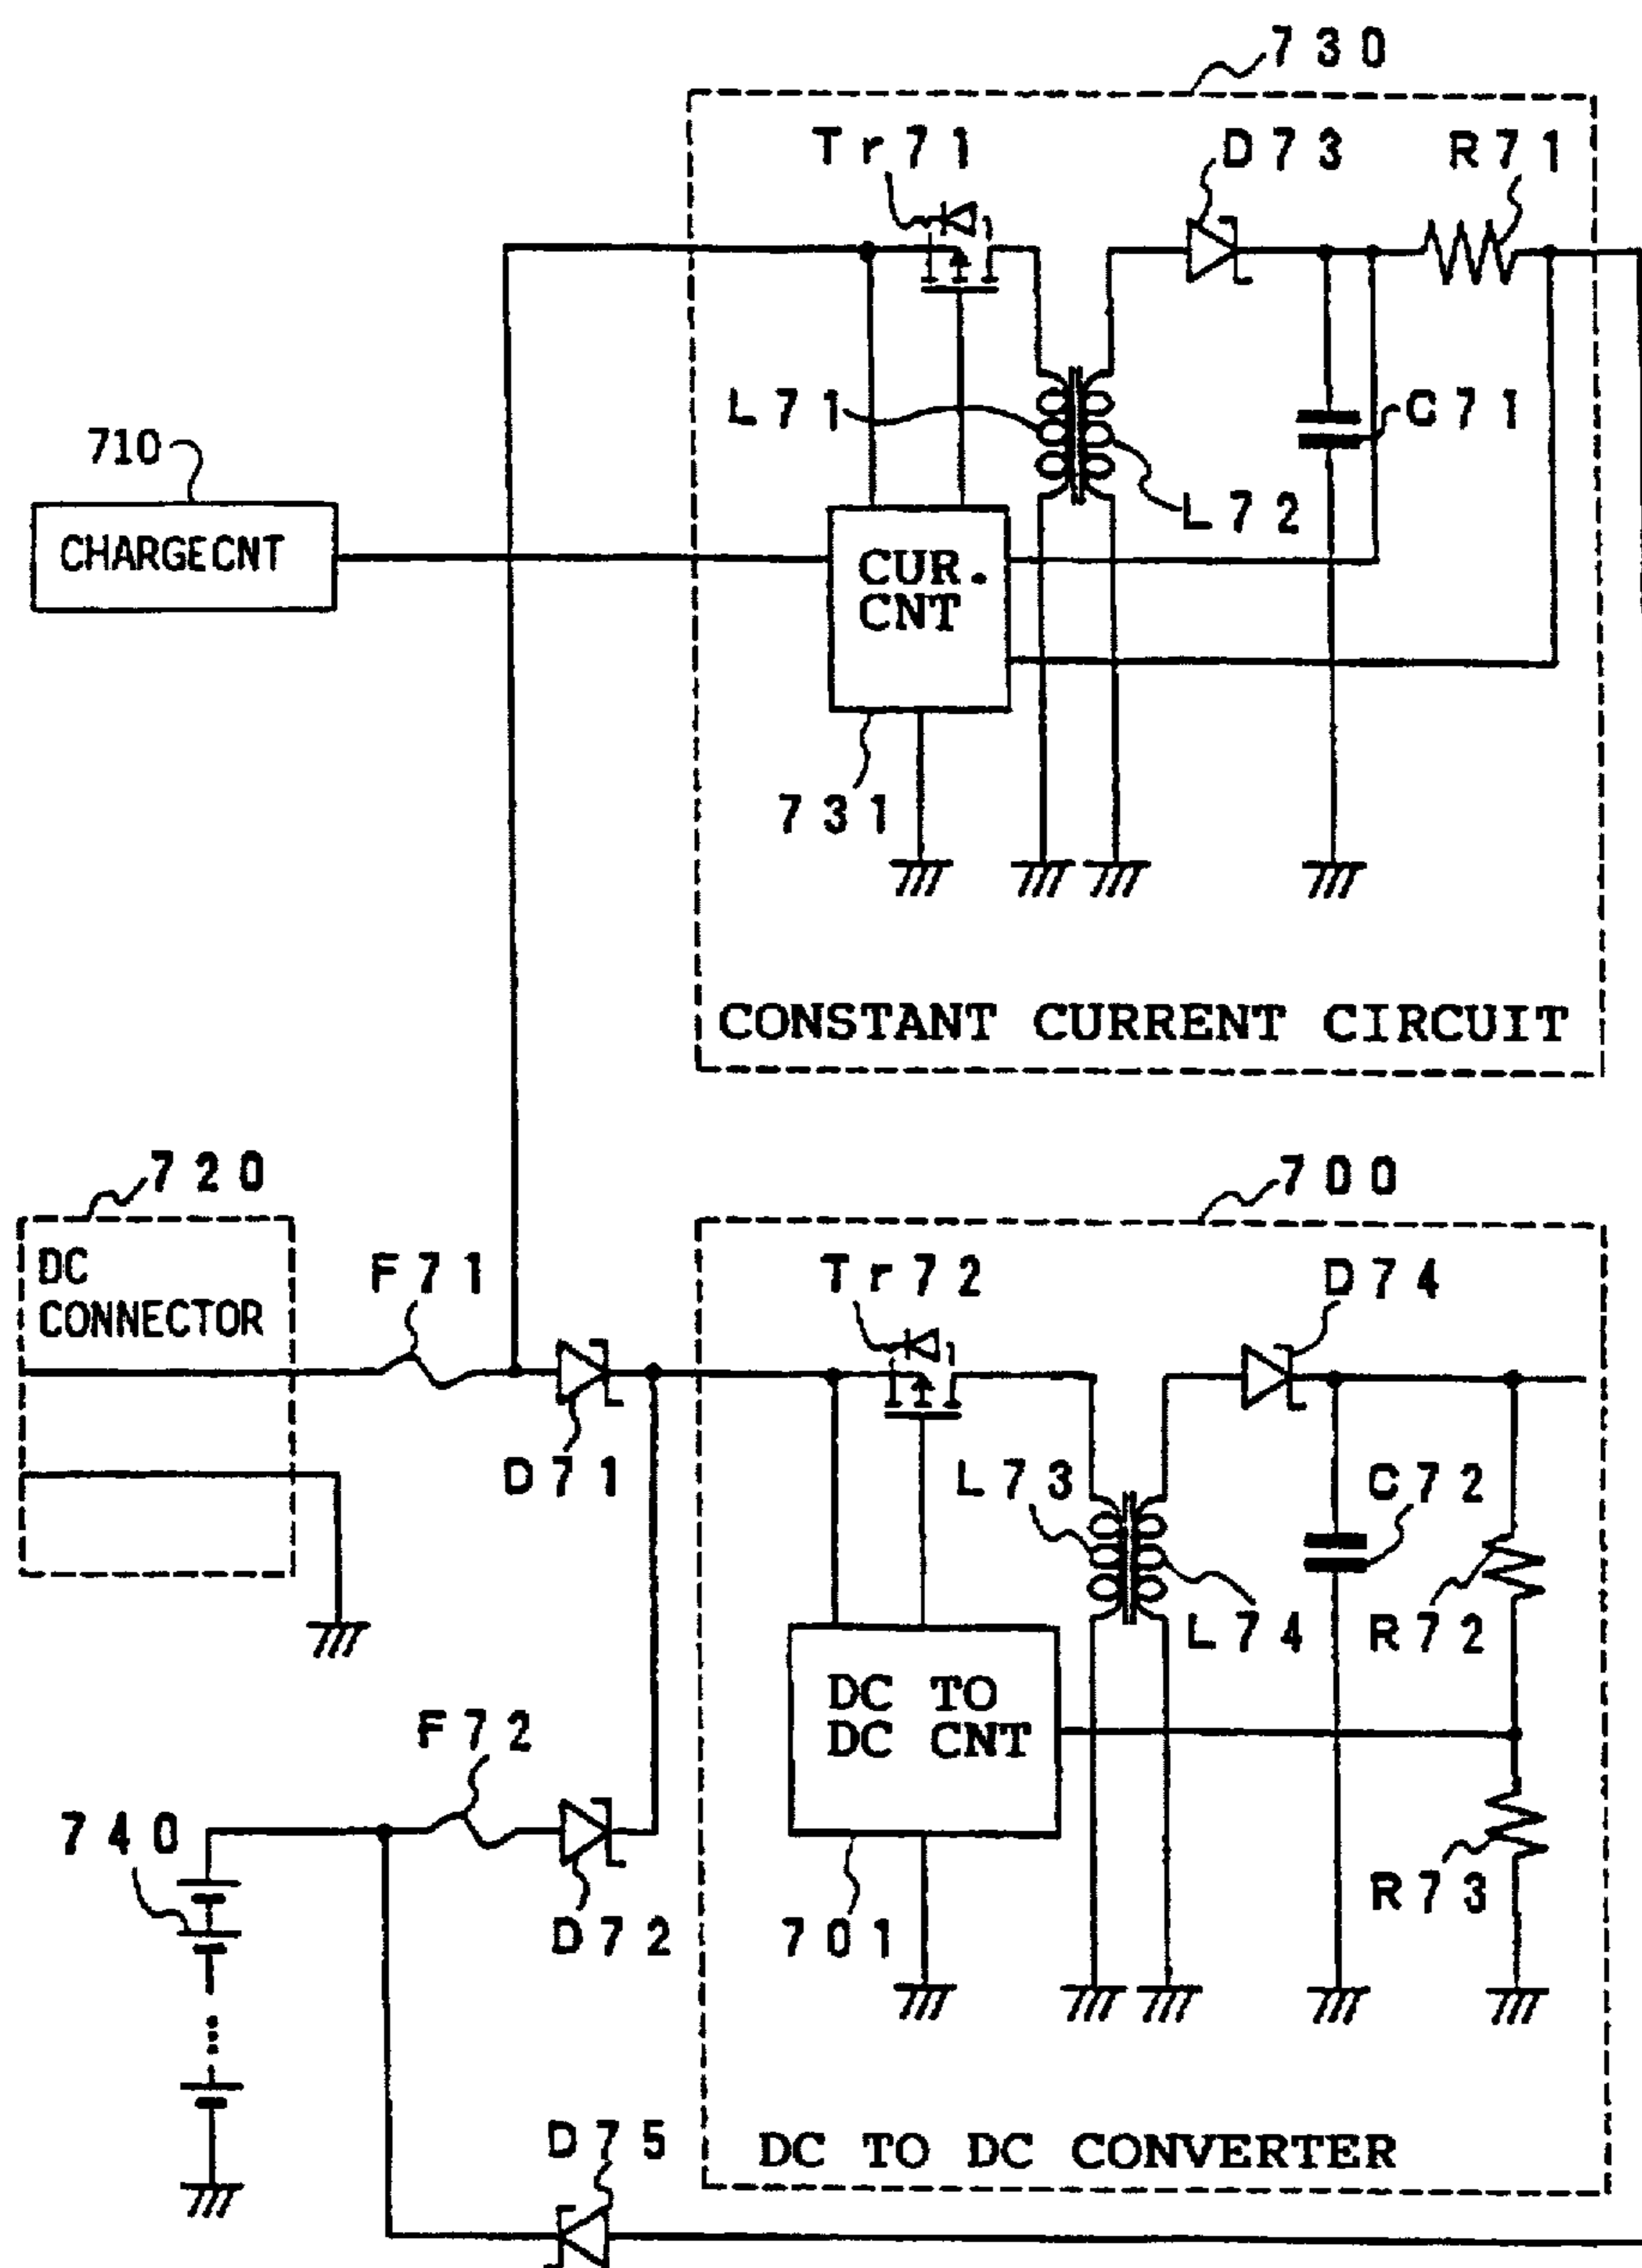 730
Tr71
D73
R71
L71
C71
L72
710
CHARGECNT
CUR.
CNT
731
CONSTANT CURRENT CIRCUIT
720
700
DC
CONNECTOR
F71
Tr72
D74
D71
L73
C72
L74
R72
DC TO
DC CNT
F72
740
R73
D72
701
D75
DC TO DC CONVERTER